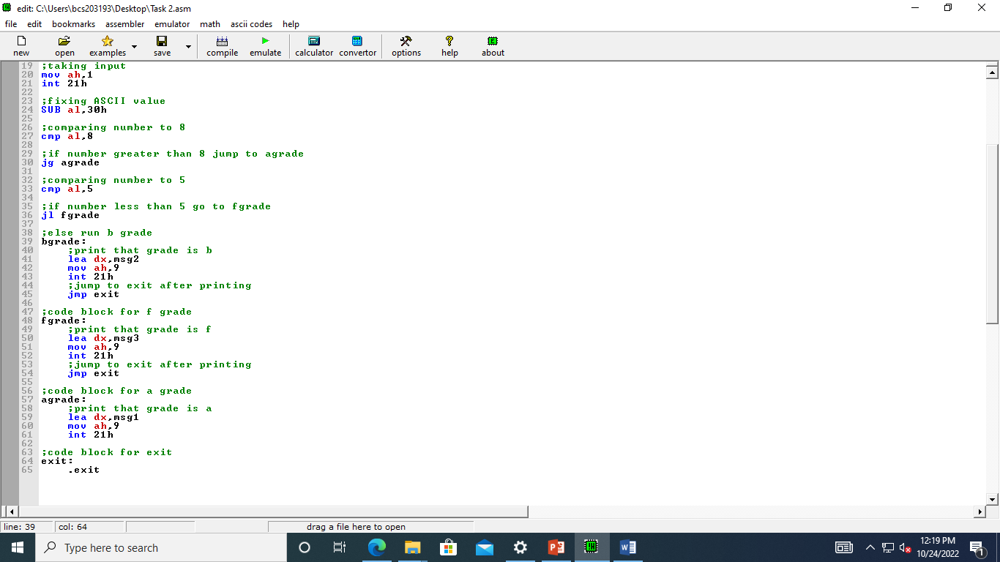 edit: C:\Users\bcs203193\Desktop\Task 2.asm
file edit bookmarks assembler emulator math ascii codes help
new open examples save compile emulate calculator convertor options help about
19 ;taking input
20 mov ah,1
21 int 21h
22
23 ;fixing ASCII value
24 SUB al,30h
25
26 ;comparing number to 8
27 cmp al,8
28
29 ;if number greater than 8 jump to agrade
30 jg agrade
31
32 ;comparing number to 5
33 cmp al,5
34
35 ;if number less than 5 go to fgrade
36 jl fgrade
37
38 ;else run b grade
39 bgrade:
40 ;print that grade is b
41 lea dx,msg2
42 mov ah,9
43 int 21h
44 ;jump to exit after printing
45 jmp exit
46
47 ;code block for f grade
48 fgrade:
49 ;print that grade is f
50 lea dx,msg3
51 mov ah,9
52 int 21h
53 ;jump to exit after printing
54 jmp exit
55
56 ;code block for a grade
57 agrade:
58 ;print that grade is a
59 lea dx,msg1
60 mov ah,9
61 int 21h
62
63 ;code block for exit
64 exit:
65 .exit
line: 39 col: 64 drag a file here to open
Type here to search
12:19 PM
10/24/2022
1